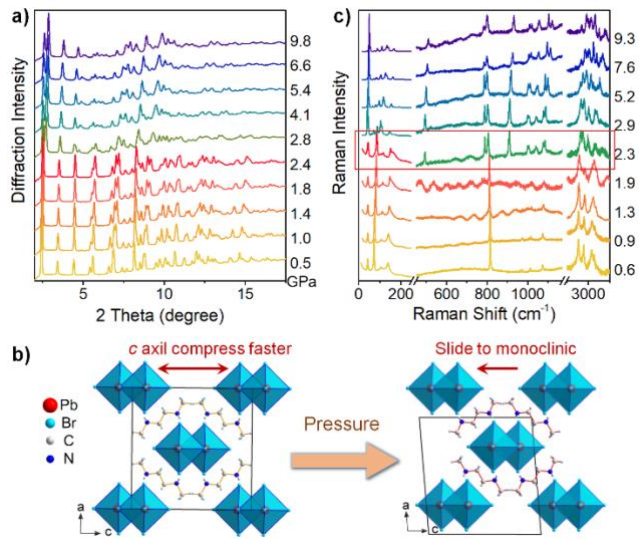 a)
Diffraction Intensity
9.8
6.6
5.4
4.1
2.8
2.4
1.8
1.4
1.0
0.5
GPa
5
10
15
2 Theta (degree)
c)
Raman Intensity
9.3
7.6
5.2
2.9
2.3
1.9
1.3
0.9
0.6
0
200
600
800
1000
3000
Raman Shift (cm-1)
b)
c axil compress faster
Slide to monoclinic
Pb
Br
C
N
Pressure
a
c
a
c